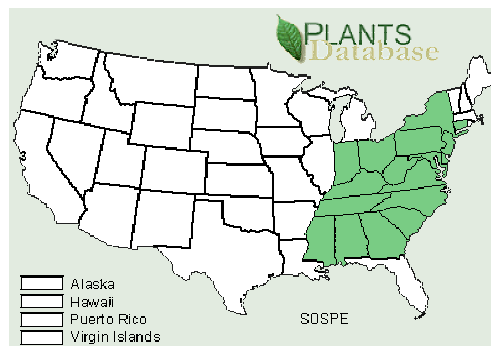 PLANTS
Database
Alaska
Hawaii
Puerto Rico
Virgin Islands
SOSPE